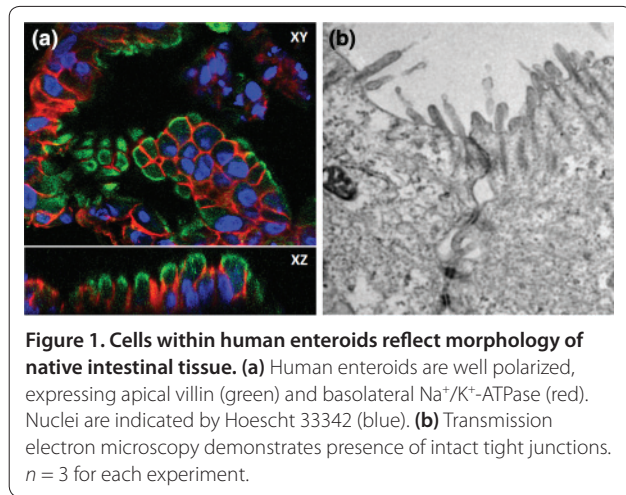 (a)
XY
(b)
XZ
Figure 1. Cells within human enteroids reflect morphology of
native intestinal tissue. (a) Human enteroids are well polarized,
expressing apical villin (green) and basolateral Na⁺/K⁺-ATPase (red).
Nuclei are indicated by Hoescht 33342 (blue). (b) Transmission
electron microscopy demonstrates presence of intact tight junctions.
n = 3 for each experiment.